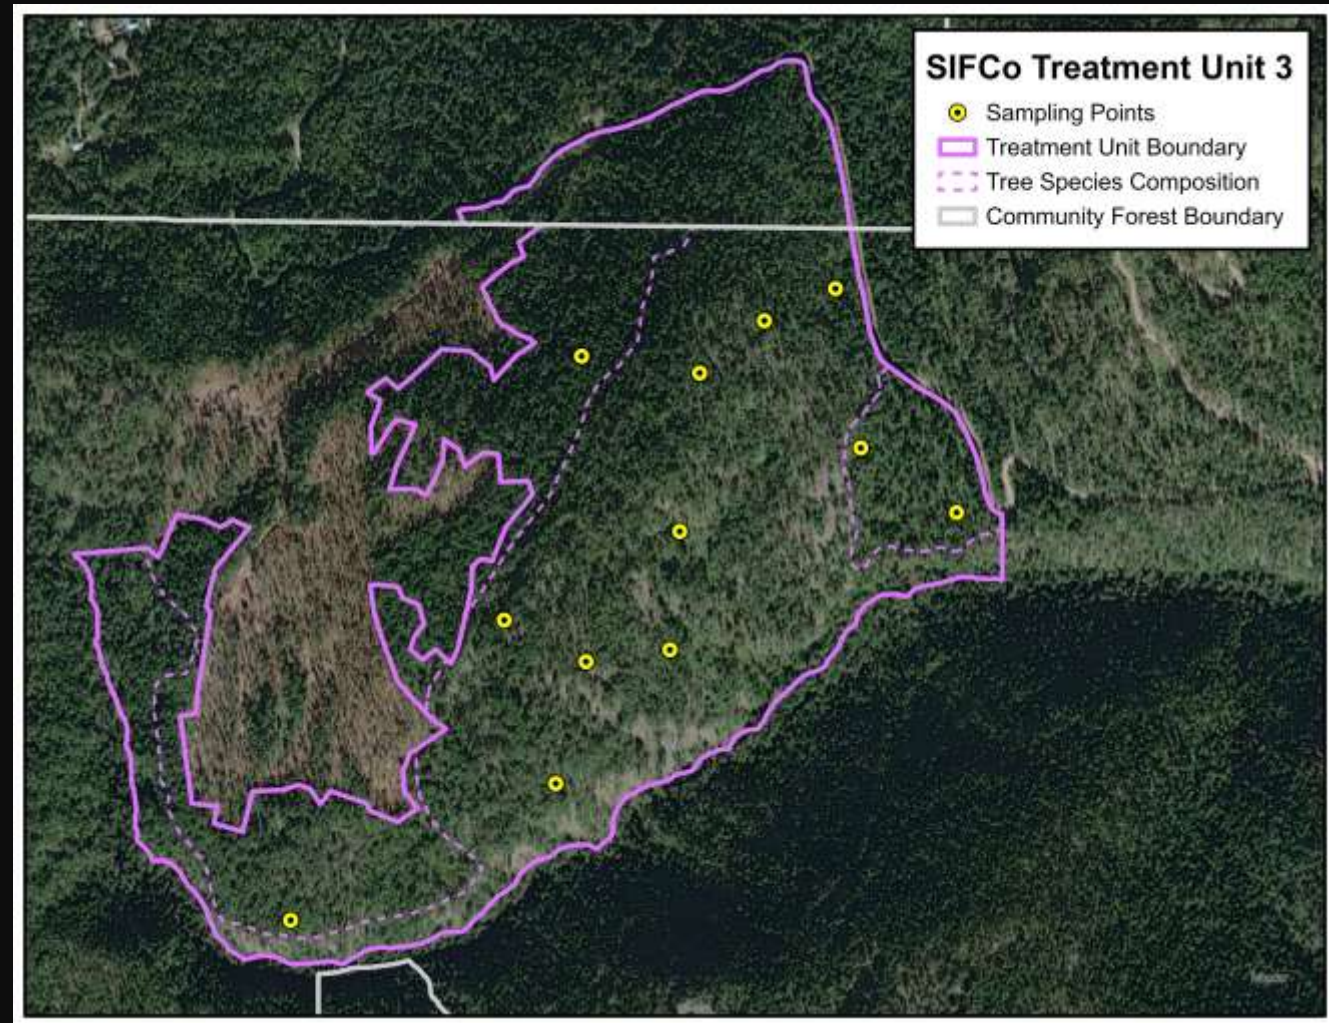 SIFCo Treatment Unit 3
Sampling Points
Treatment Unit Boundary
Tree Species Composition
Community Forest Boundary